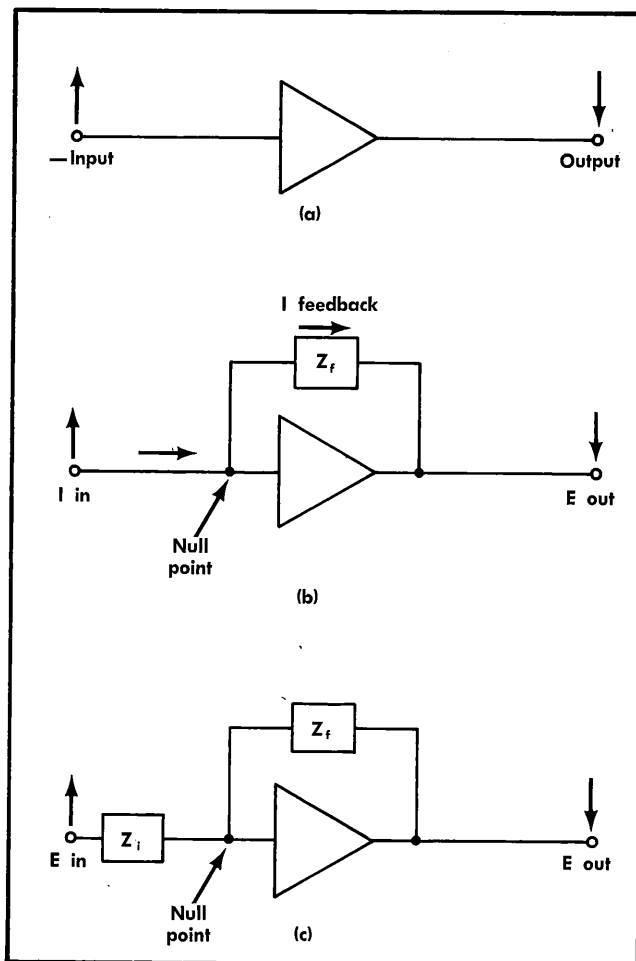 —Input
Output
(a)
I feedback
Z_f
I in
E out
Null
point
(b)
Z_f
Z_i
E in
E out
Null
point
(c)